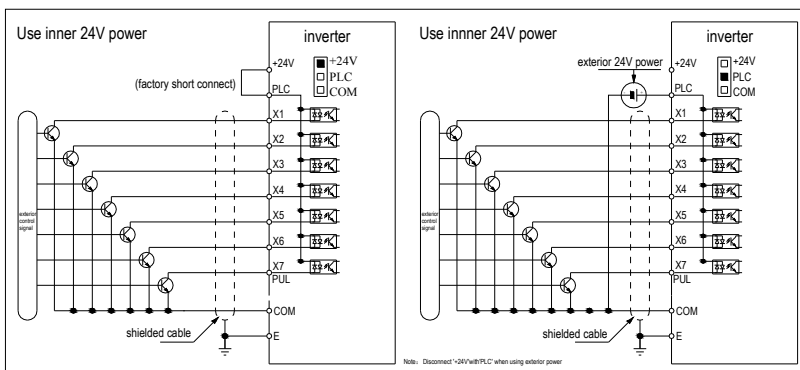 Use inner 24V power
inverter
+24V
PLC
COM
+24V
(factory short connect)
PLC
X1
X2
X3
X4
X5
X6
X7
PUL
COM
E
exterior
control
signal
shielded cable
Use innner 24V power
inverter
+24V
PLC
COM
exterior 24V power
+24V
PLC
X1
X2
X3
X4
X5
X6
X7
PUL
COM
E
exterior
control
signal
shielded cable
Note: Disconnect '+24V'with'PLC' when using exterior power